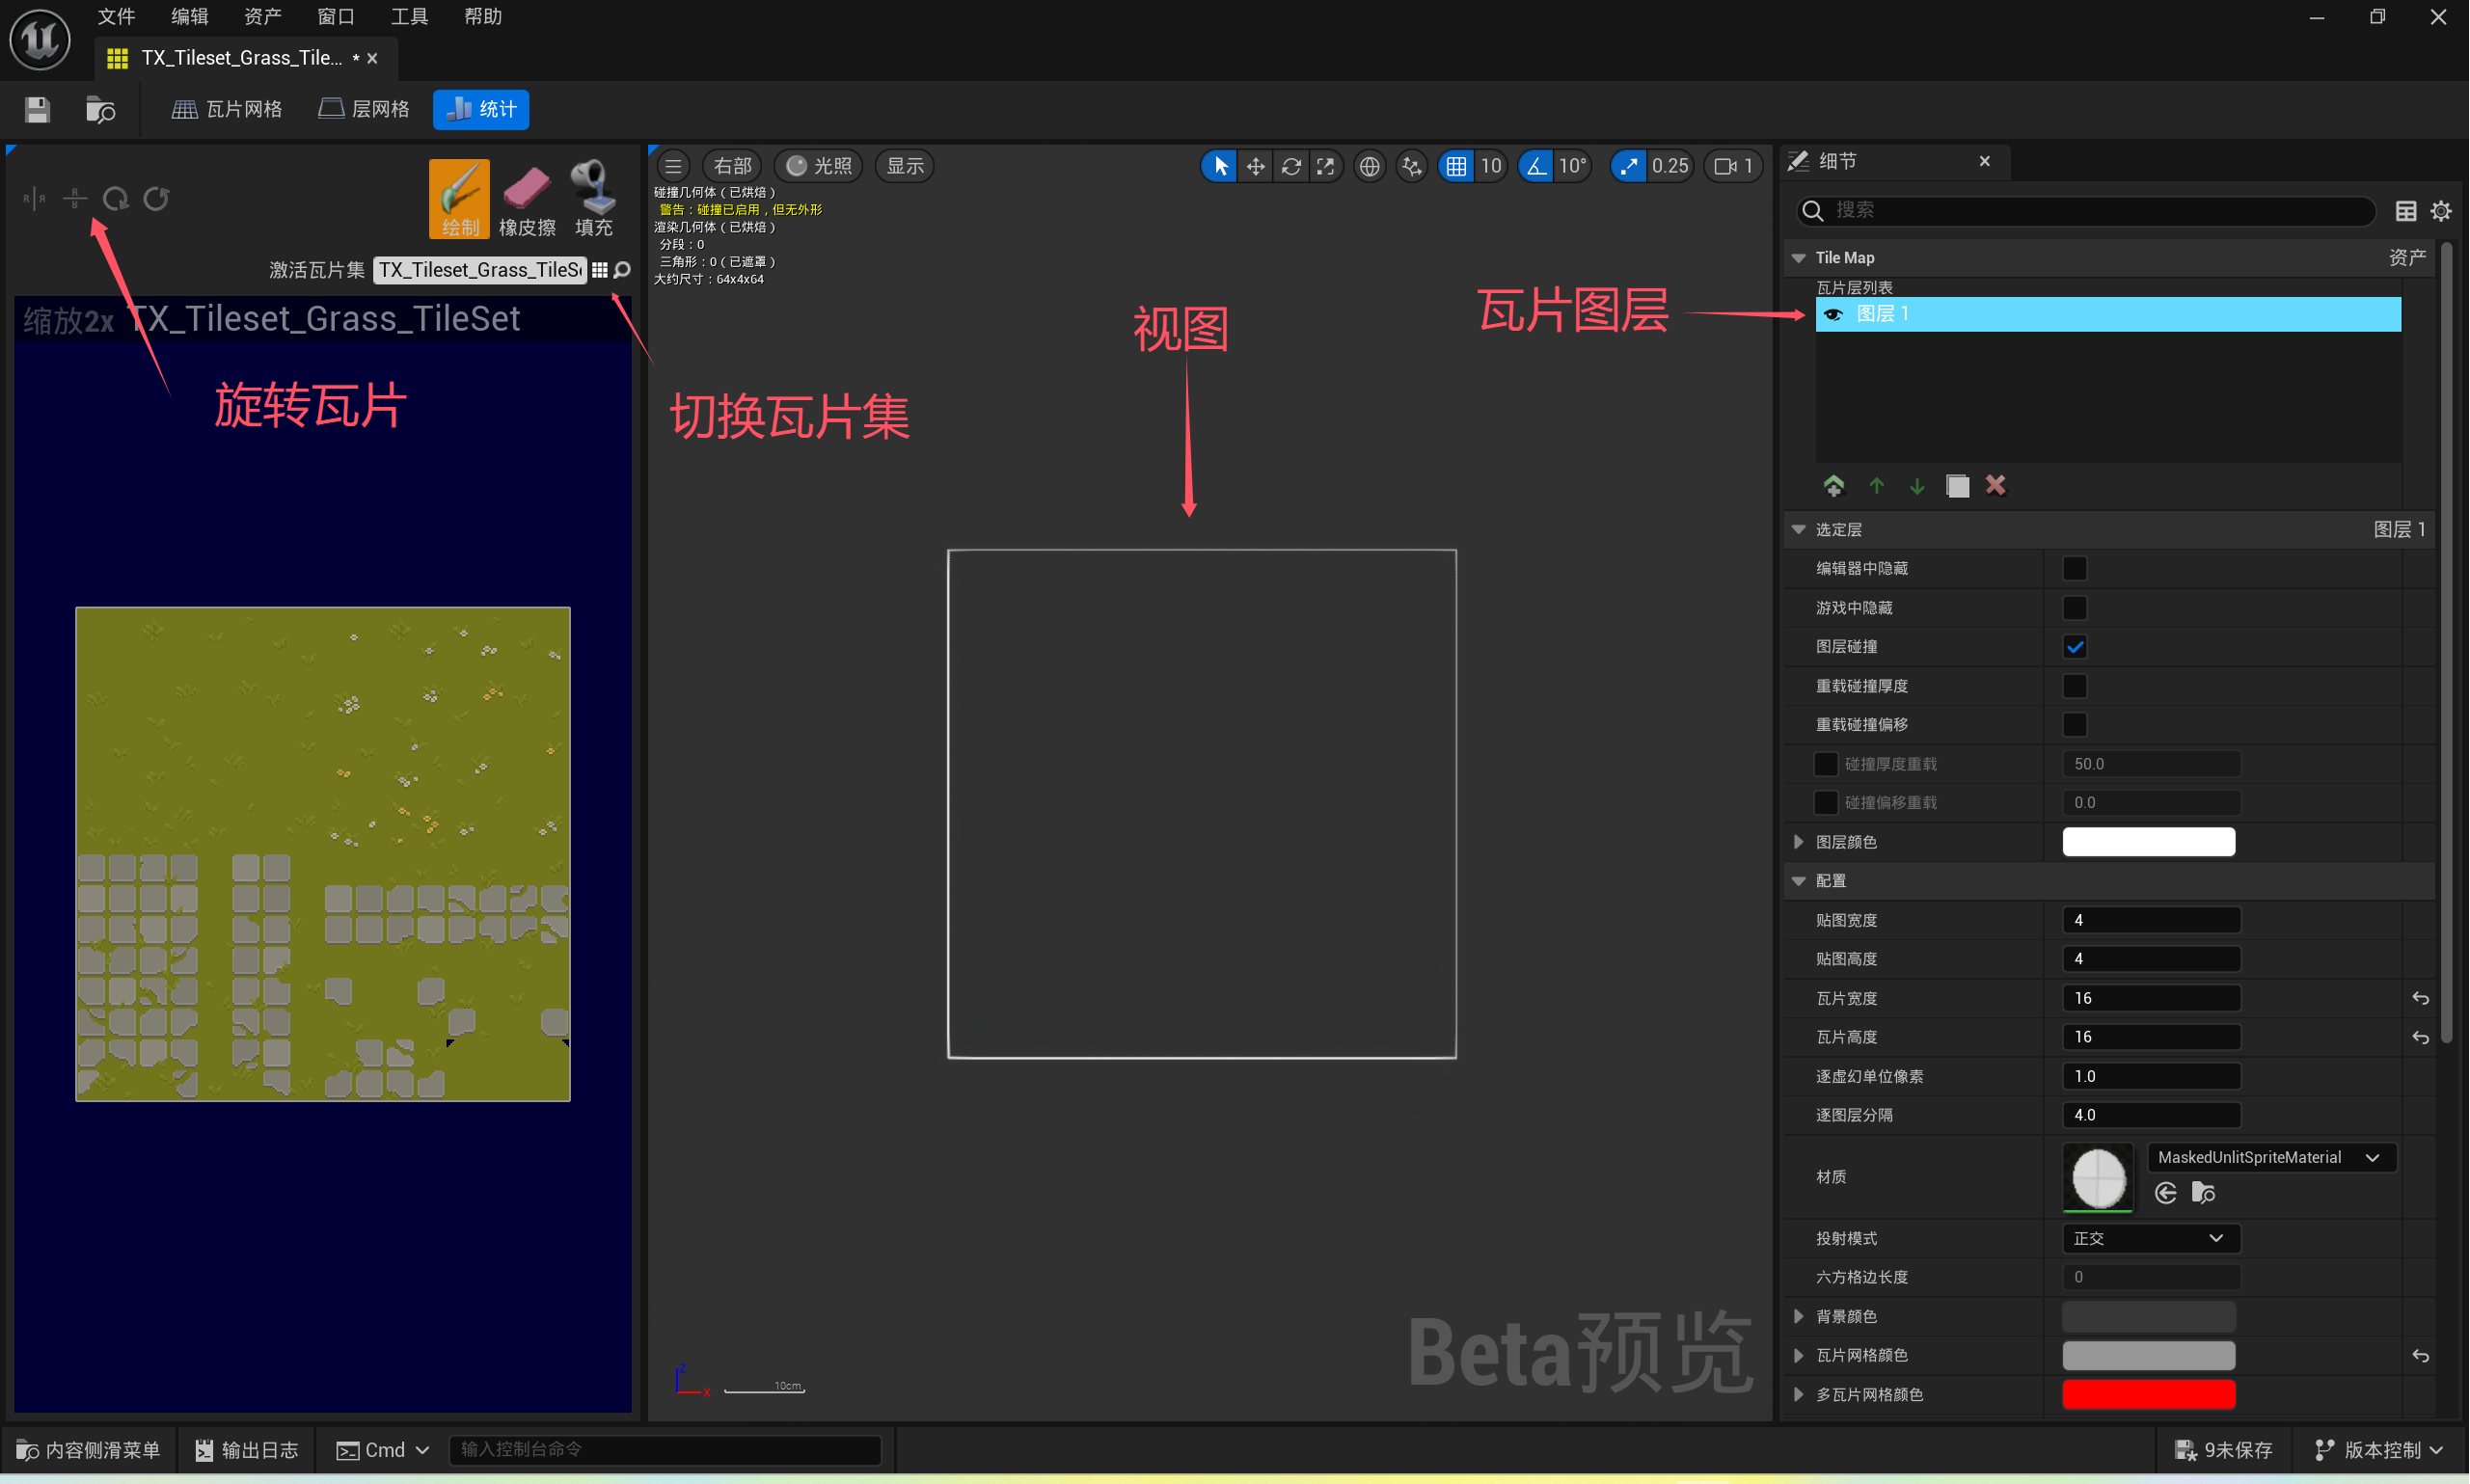 文件 编辑 资产 窗口 工具 帮助
TX_Tileset_Grass_Tile... *
瓦片网格 层网格 统计
绘制 橡皮擦 填充
激活瓦片集 TX_Tileset_Grass_TileS
缩放2x TX_Tileset_Grass_TileSet
旋转瓦片
切换瓦片集
右部 光照 显示 10 10° 0.25 1
碰撞几何体（已烘焙）
警告：碰撞已启用，但无外形
渲染几何体（已烘焙）
分段：0
三角形：0（已遮罩）
大约尺寸：64x4x64
视图
瓦片图层
Z
X
10cm
Beta预览
细节
搜索
Tile Map 资产
瓦片层列表
图层 1
选定层 图层 1
编辑器中隐藏
游戏中隐藏
图层碰撞
重载碰撞厚度
重载碰撞偏移
碰撞厚度重载 50.0
碰撞偏移重载 0.0
图层颜色
配置
贴图宽度 4
贴图高度 4
瓦片宽度 16
瓦片高度 16
逐虚幻单位像素 1.0
逐图层分隔 4.0
材质 MaskedUnlitSpriteMaterial
投射模式 正交
六方格边长度 0
背景颜色
瓦片网格颜色
多瓦片网格颜色
内容侧滑菜单 输出日志 Cmd 输入控制台命令 9未保存 版本控制